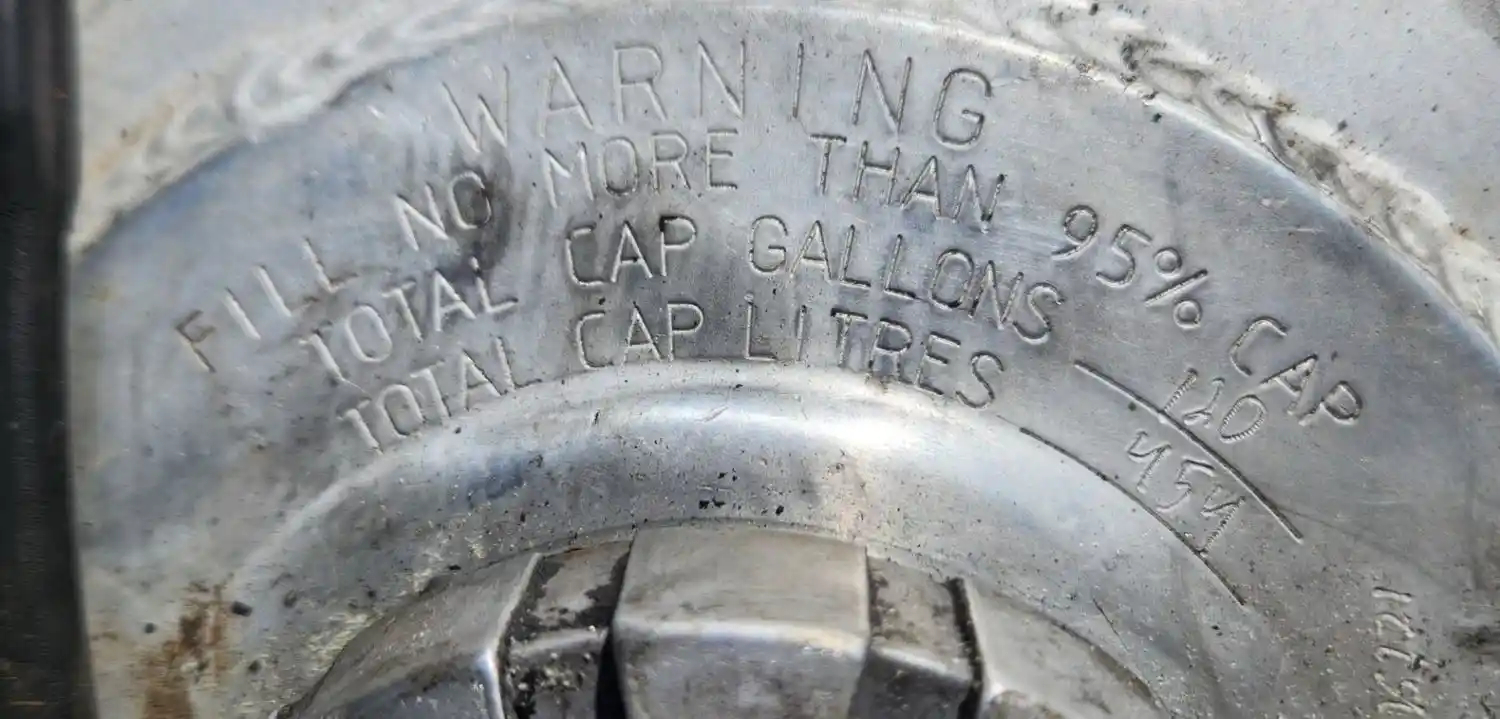 WARNING
FILL NO MORE THAN 95% CAP
TOTAL CAP GALLONS 120
TOTAL CAP LITRES 454